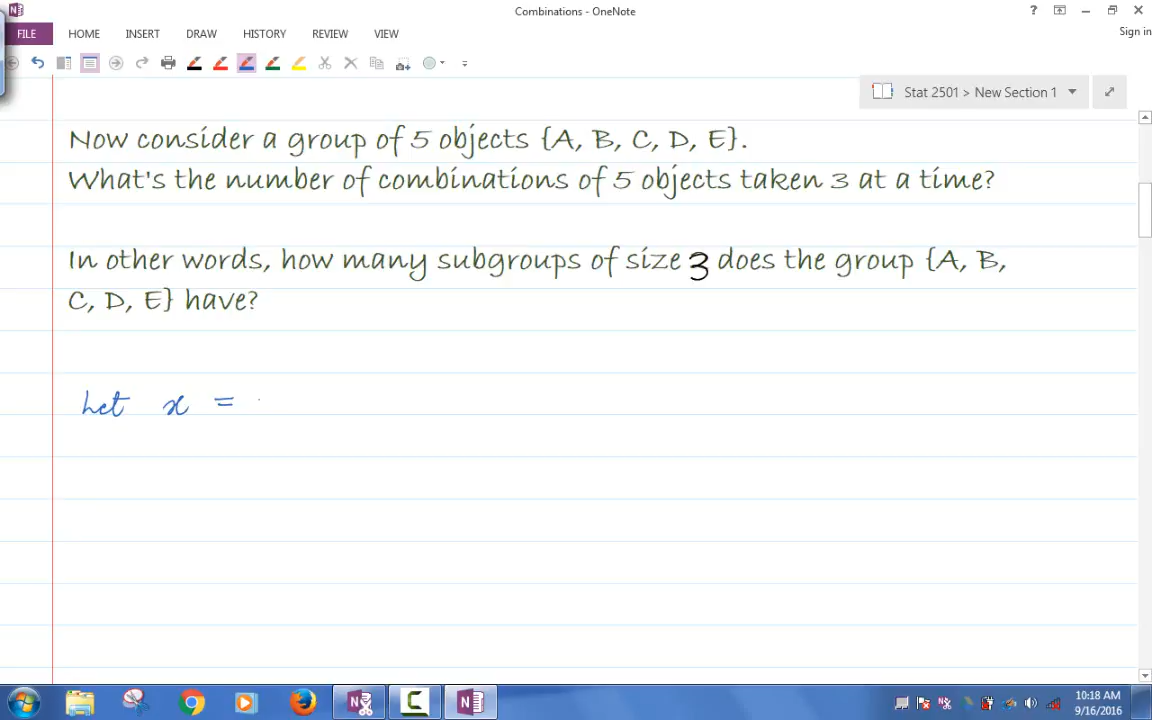 Combinations - OneNote
?
Sign in
FILE HOME INSERT DRAW HISTORY REVIEW VIEW
Stat 2501 > New Section 1
Now consider a group of 5 objects {A, B, C, D, E}.
What's the number of combinations of 5 objects taken 3 at a time?
In other words, how many subgroups of size 3 does the group {A, B,
C, D, E} have?
Let x =
10:18 AM
9/16/2016